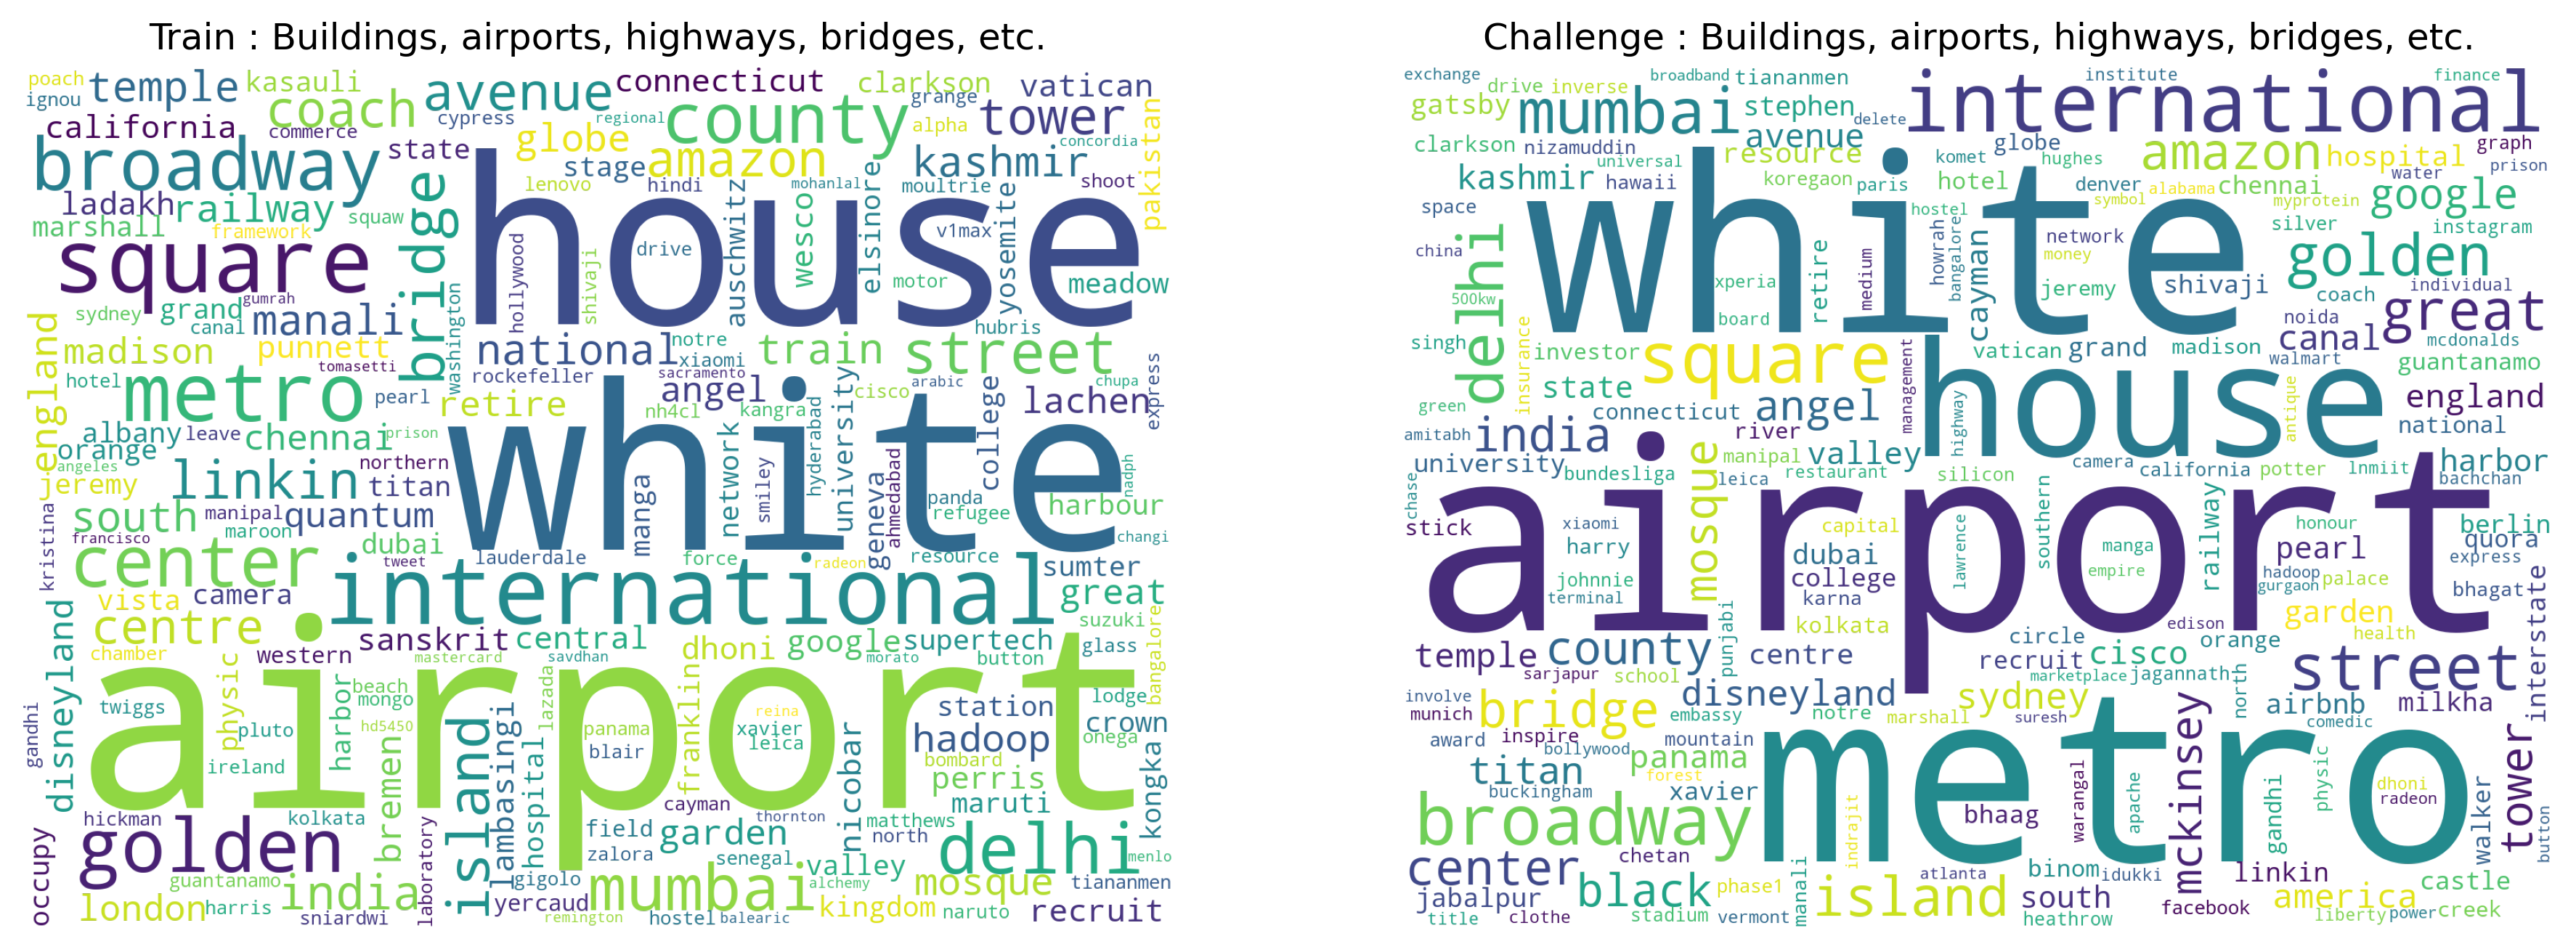 Train : Buildings, airports, highways, bridges, etc.
poach temple kasauli connecticut clarkson vatican
ignou coach avenue county grange tower
california commerce cypress regional alpha concordia
broadway state globe stage amazon kashmir pakistan
ladakh railway squaw lenovo hindi mohanlal moultrie shoot
marshall framework bridge house auschwitz wesco elsinore yosemite
square hollywood shivaji drive v1max motor meadow
sydney grand gumrah canal manali washington hubris
england madison punnett national notre xiaomi train street express
hotel tomasetti rockefeller sacramento angel arabic chupa
metro pearl retire nh4cl kangra university cisco college lachen
orange albany leave chennai prison white
angeles northern network smiley hyderabad nadph
jeremy linkin titan manga geneva ahmedabad panda refugee harbour
south manipal quantum maroon
kristina francisco center dubai tweet lauderdale force radeon resource changi
vista camera international sumter great
centre sanskrit central dhoni google supertech suzuki
disneyland chamber western mastercard savdhan morato button glass bangalore
airport
physic harbor beach mongo lazada franklin lodge
gandhi twiggs pluto hd5450 island lambasingi panama reina xavier leica station crown
ireland bremen hospital blair nicobar hadoop onega
bombard perris kongka
hickman kolkata cayman thornton maruti
occupy golden laboratory field garden matthews north delhi
zalora senegal valley menlo
guantanamo india gigolo mumbai alchemy mosque tiananmen
london harris sniardwi yercaud remington hostel balearic kingdom naruto recruit
Challenge : Buildings, airports, highways, bridges, etc.
exchange drive inverse broadband tiananmen institute finance
gatsby mumbai stephen delete international
clarkson nizamuddin avenue globe amazon hospital graph
universal resource komet hughes water prison
kashmir hawaii koregaon paris hotel denver alabama chennai google
space white hostel symbol myprotein
silver instagram
china delhi retire medium howrah bangalore cayman network money golden
500kw xperia jeremy shivaji coach individual
board noida great
singh insurance investor square management vatican grand madison walmart canal mcdonalds
state house guantanamo
green connecticut angel highway antique england
amitabh india river national
university bundesliga mosque manipal valley restaurant camera california potter lnmiit harbor
chase leica silicon bachchan
airport
stick xiaomi capital southern railway honour berlin
harry dubai lawrence manga pearl quora
johnnie college empire hadoop palace express
terminal karna gurgaon bhagat
punjabi kolkata edison garden
county circle orange health interstate
temple centre recruit cisco street
sarjapur school marketplace jagannath
involve disneyland sydney north airbnb milkha
munich bridge embassy notre marshall suresh comedic
award inspire bollywood mountain metro mckinsey tower
titan panama forest physic dhoni
buckingham xavier radeon
broadway indrajit bhaag warangal apache gandhi walker
center chetan binom idukki linkin button
jabalpur black phase1 manali island atlanta south america castle
title clothe stadium vermont heathrow facebook liberty power creek